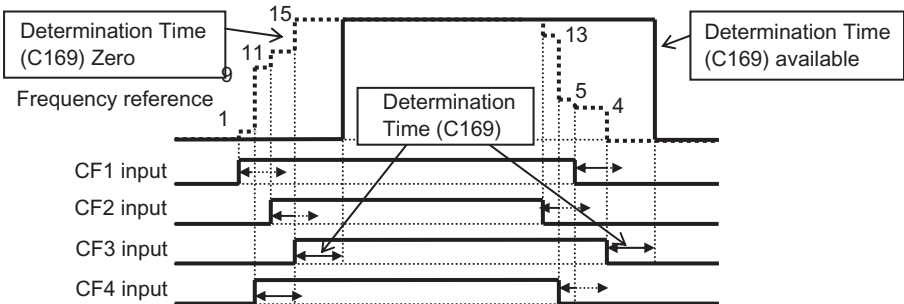 Determination Time
(C169) Zero
15
11
9
1
Frequency reference
Determination
Time (C169)
13
5
4
Determination Time
(C169) available
CF1 input
CF2 input
CF3 input
CF4 input